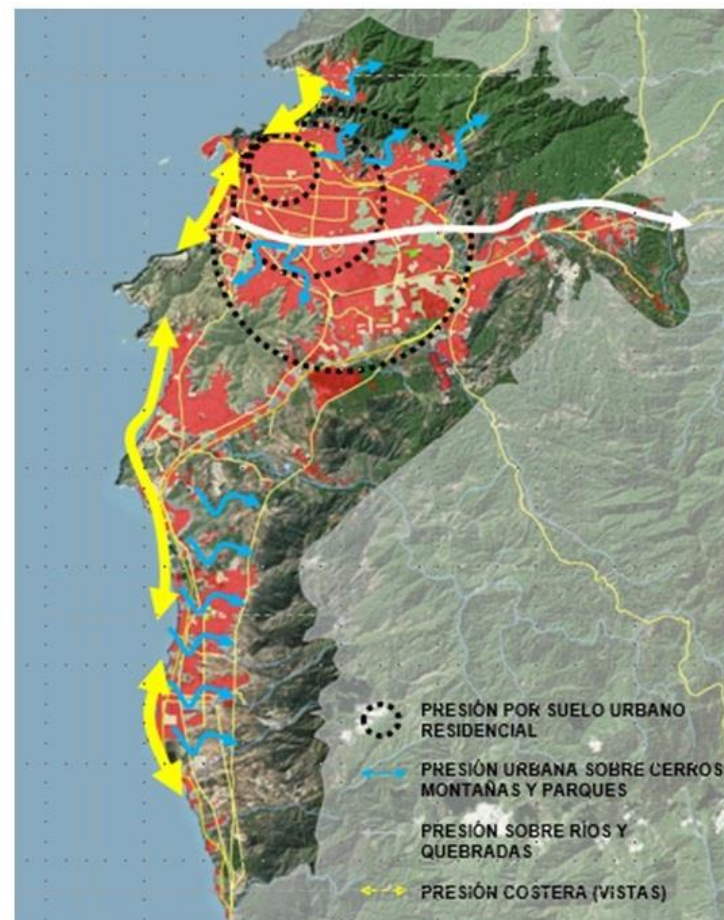 PRESIÓN POR SUELO URBANO
RESIDENCIAL
PRESIÓN URBANA SOBRE CERROS
MONTAÑAS Y PARQUES
PRESIÓN SOBRE RÍOS Y
QUEBRADAS
PRESIÓN COSTERA (VISTAS)